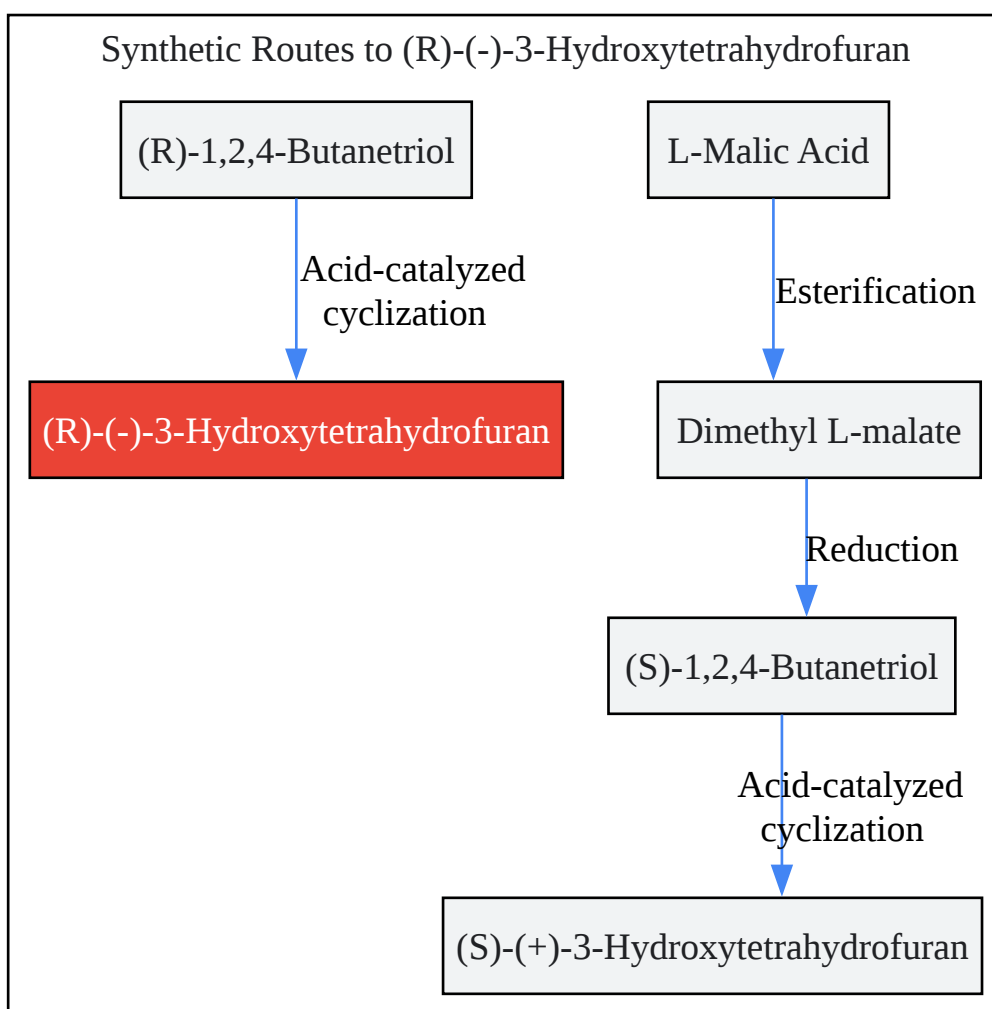 Synthetic Routes to (R)-(-)-3-Hydroxytetrahydrofuran
(R)-1,2,4-Butanetriol
Acid-catalyzed
cyclization
(R)-(-)-3-Hydroxytetrahydrofuran
L-Malic Acid
Esterification
Dimethyl L-malate
Reduction
(S)-1,2,4-Butanetriol
Acid-catalyzed
cyclization
(S)-(+)-3-Hydroxytetrahydrofuran